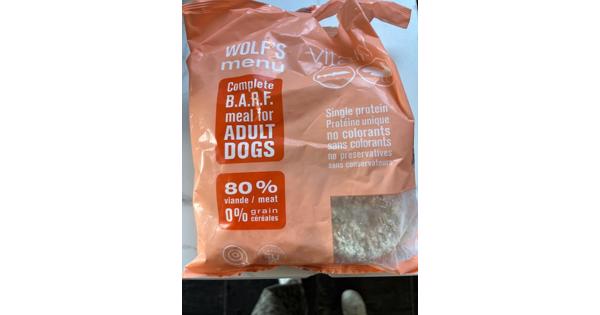 WOLF'S
menu
Complete
B.A.R.F.
meal for
ADULT
DOGS
Single protein
Protéine unique
no colorants
sans colorants
no preservatives
sans conservateurs
80%
viande / meat
0% grain
céréales